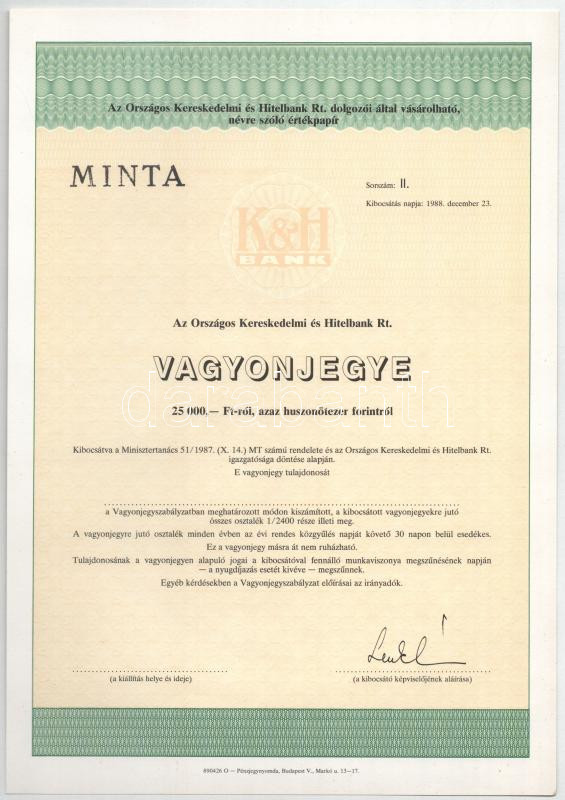 Az Országos Kereskedelmi és Hitelbank Rt. dolgozói által vásárolható,
névre szóló értékpapír
MINTA
Sorszám: II.
Kibocsátás napja: 1988. december 23.
K&H
BANK
Az Országos Kereskedelmi és Hitelbank Rt.
VAGYONJEGYE
darabanth
25 000,— Ft-ról, azaz huszonötezer forintról
Kibocsátva a Minisztertanács 51/1987. (X. 14.) MT számú rendelete és az Országos Kereskedelmi és Hitelbank Rt.
igazgatósága döntése alapján.
E vagyonjegy tulajdonosát
a Vagyonjegyszabályzatban meghatározott módon kiszámított, a kibocsátott vagyonjegyekre jutó
összes osztalék 1/2400 része illeti meg.
A vagyonjegyre jutó osztalék minden évben az évi rendes közgyűlés napját követő 30 napon belül esedékes.
Ez a vagyonjegy másra át nem ruházható.
Tulajdonosának a vagyonjegyen alapuló jogai a kibocsátóval fennálló munkaviszonya megszűnésének napján
— a nyugdíjazás esetét kivéve — megszűnnek.
Egyéb kérdésekben a Vagyonjegyszabályzat előírásai az irányadók.
(a kiállítás helye és ideje)
(a kibocsátó képviselőjének aláírása)
890426 O — Pénzjegynyomda, Budapest V., Markó u. 13—17.